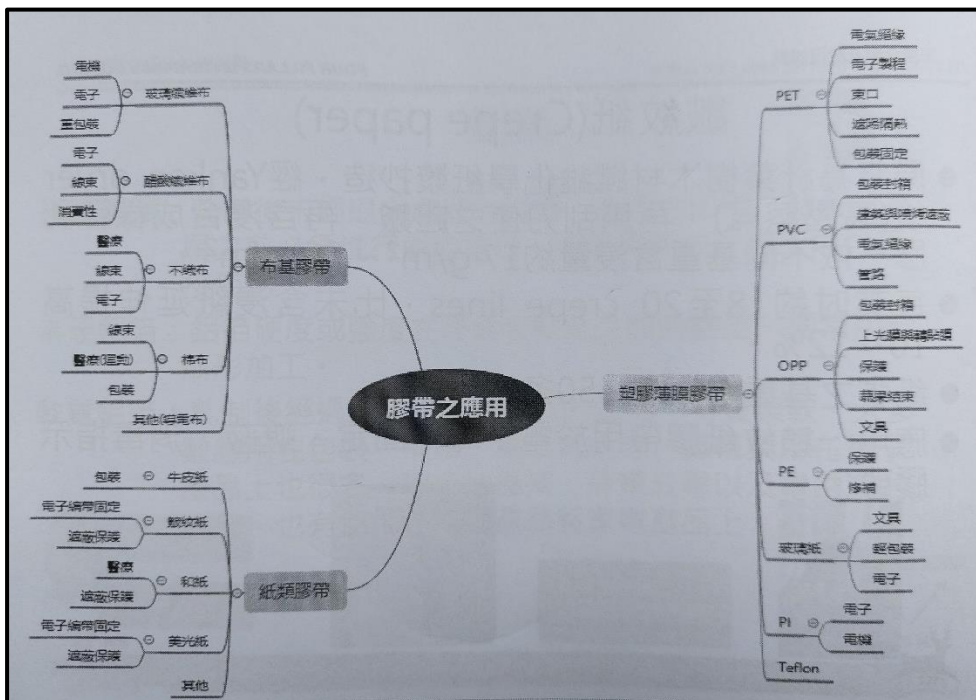 膠帶之應用
布基膠帶
玻璃纖維布
電機
電子
重包裝
醋酸纖維布
電子
線束
消費性
不織布
醫療
線束
電子
棉布
線束
醫療(運動)
包裝
其他(導電布)
紙類膠帶
牛皮紙
包裝
皺紋紙
電子編帶固定
遮蔽保護
和紙
醫療
遮蔽保護
美光紙
電子編帶固定
遮蔽保護
其他
塑膠薄膜膠帶
PET
電氣絕緣
電子製程
束口
遮陽隔熱
包裝固定
PVC
包裝封箱
建築與噴烤遮蔽
電氣絕緣
管路
OPP
包裝封箱
上光膜與轉貼膜
保護
蔬果結束
文具
PE
保護
修補
玻璃紙
文具
輕包裝
電子
PI
電子
電機
Teflon
(Crepe paper)